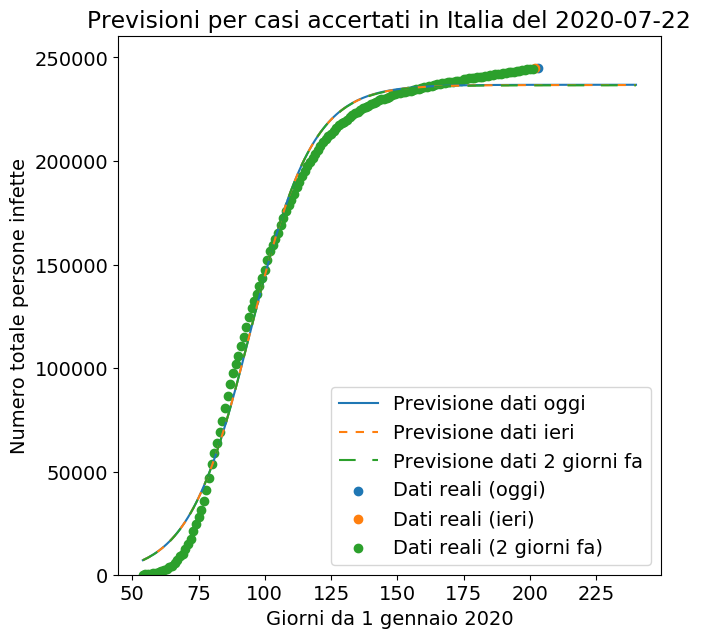 Previsioni per casi accertati in Italia del 2020-07-22
Numero totale persone infette
250000
200000
150000
100000
50000
0
50
75
100
125
150
175
200
225
Giorni da 1 gennaio 2020
Previsione dati oggi
Previsione dati ieri
Previsione dati 2 giorni fa
Dati reali (oggi)
Dati reali (ieri)
Dati reali (2 giorni fa)